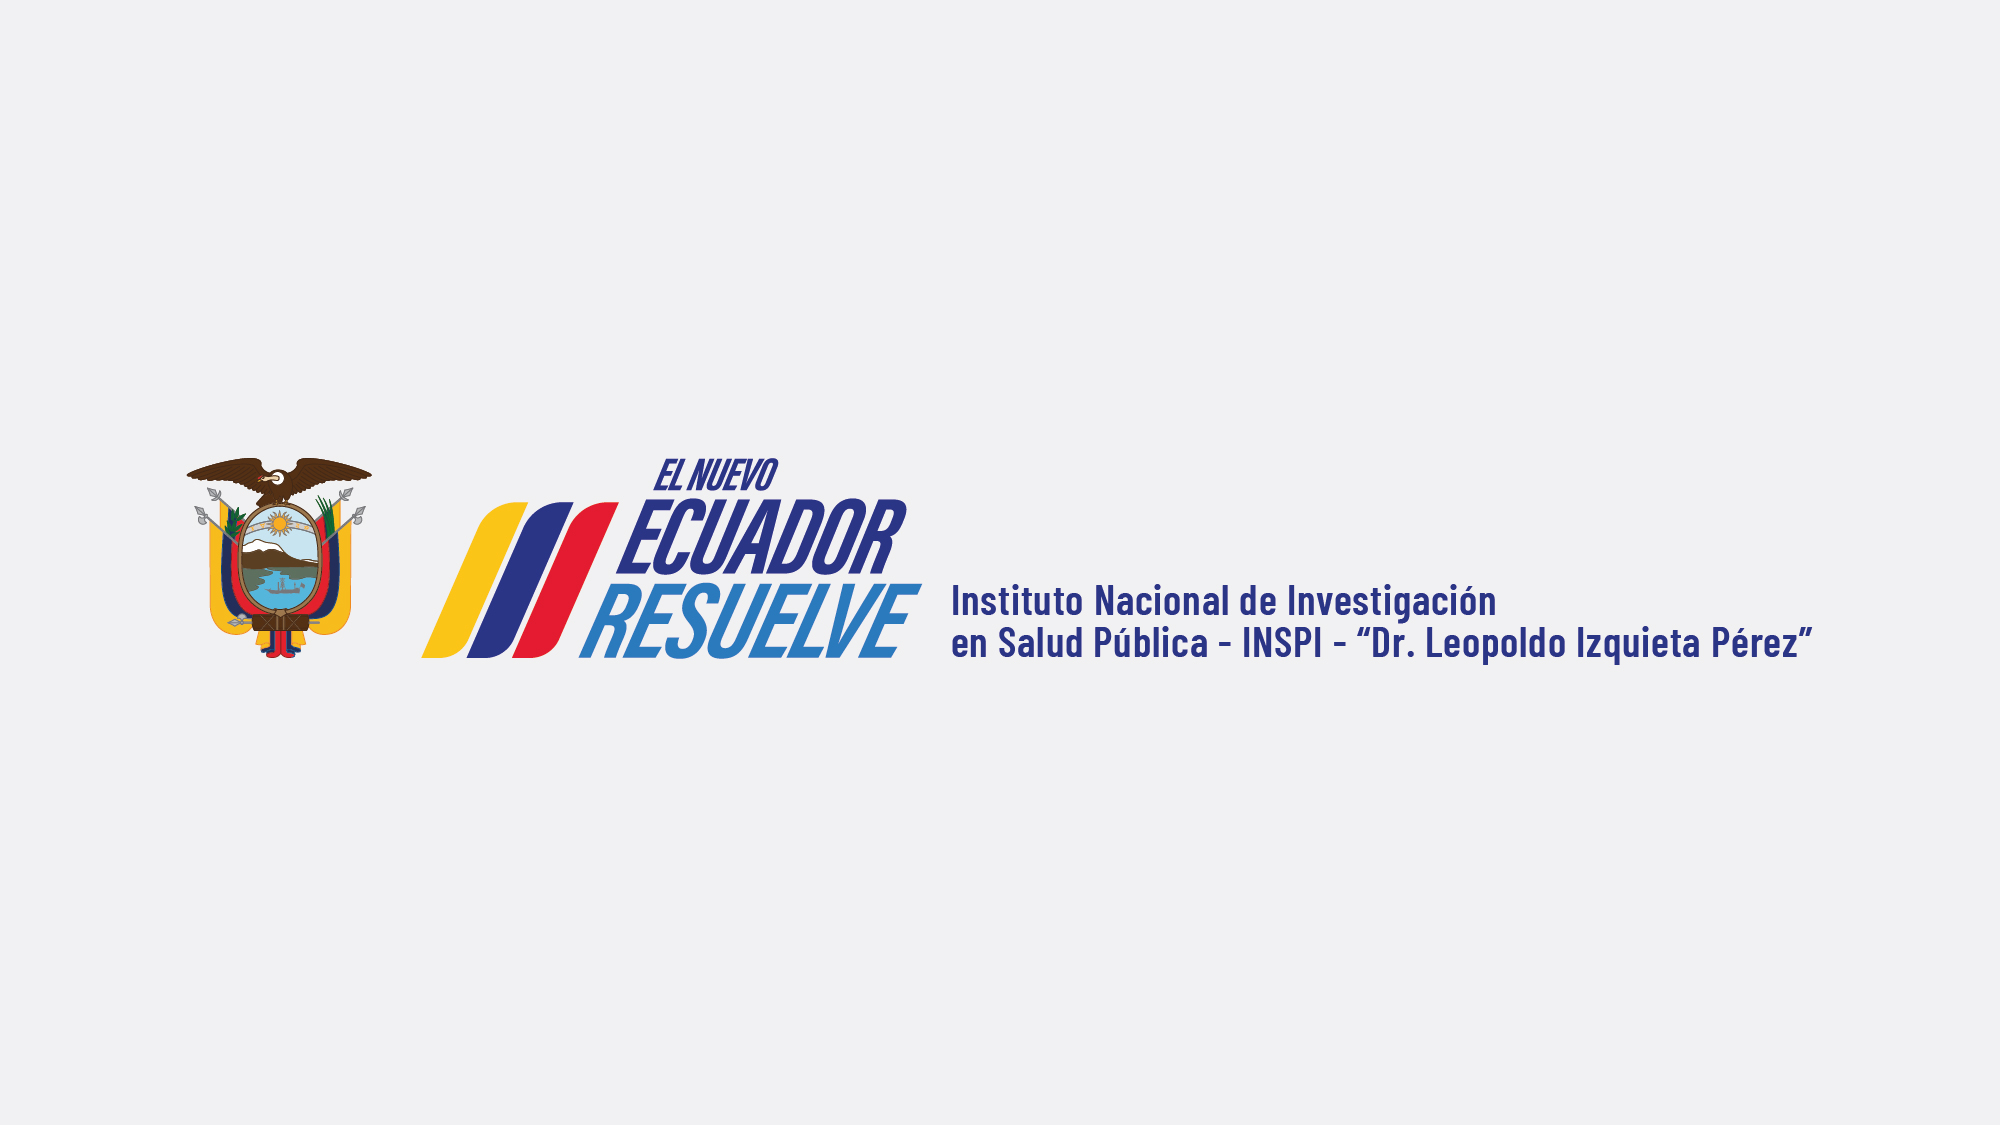 EL NUEVO
ECUADOR
RESUELVE
Instituto Nacional de Investigación
en Salud Pública - INSPI - “Dr. Leopoldo Izquieta Pérez”